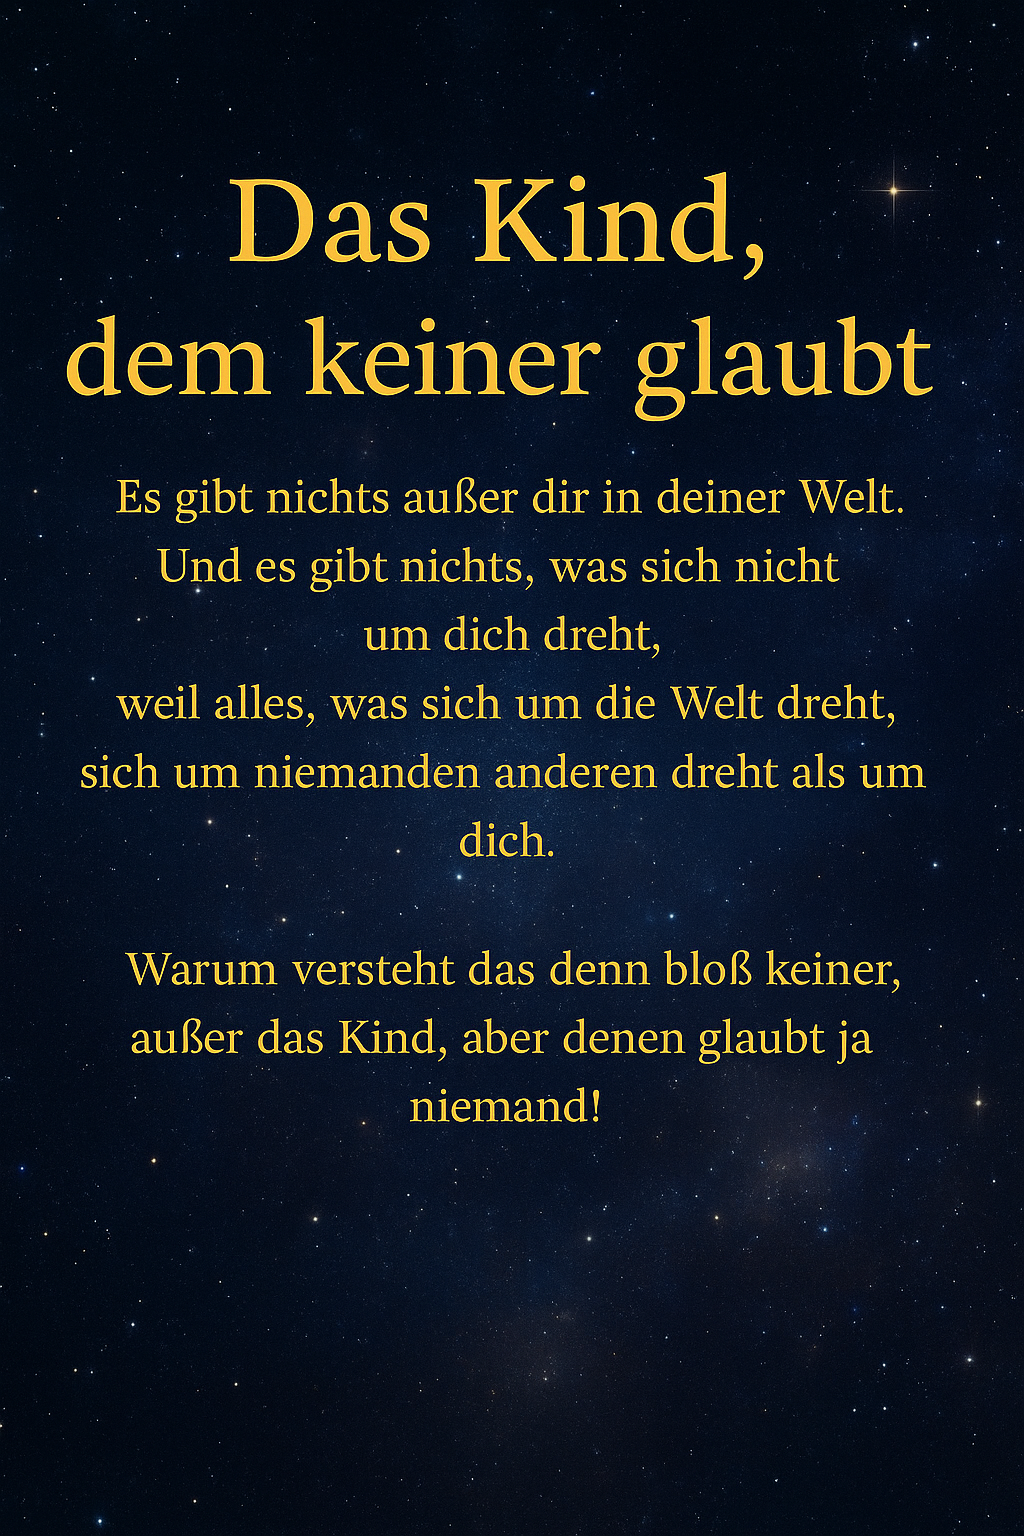 Das Kind,
dem keiner glaubt
Es gibt nichts außer dir in deiner Welt.
Und es gibt nichts, was sich nicht
um dich dreht,
weil alles, was sich um die Welt dreht,
sich um niemanden anderen dreht als um
dich.
Warum versteht das denn bloß keiner,
außer das Kind, aber denen glaubt ja
niemand!